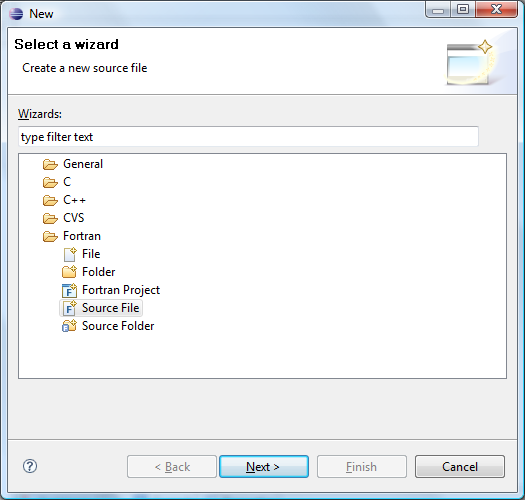 New
Select a wizard
Create a new source file
Wizards:
type filter text
General
C
C++
CVS
Fortran
File
Folder
Fortran Project
Source File
Source Folder
< Back Next > Finish Cancel